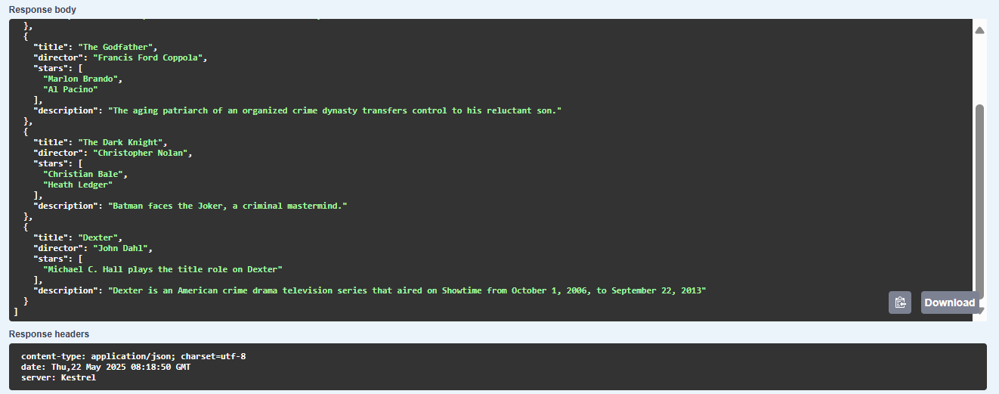 Response body
},
{
"title": "The Godfather",
"director": "Francis Ford Coppola",
"stars": [
"Marlon Brando",
"Al Pacino"
],
"description": "The aging patriarch of an organized crime dynasty transfers control to his reluctant son."
},
{
"title": "The Dark Knight",
"director": "Christopher Nolan",
"stars": [
"Christian Bale",
"Heath Ledger"
],
"description": "Batman faces the Joker, a criminal mastermind."
},
{
"title": "Dexter",
"director": "John Dahl",
"stars": [
"Michael C. Hall plays the title role on Dexter"
],
"description": "Dexter is an American crime drama television series that aired on Showtime from October 1, 2006, to September 22, 2013"
}
]
Download
Response headers
content-type: application/json; charset=utf-8
date: Thu,22 May 2025 08:18:50 GMT
server: Kestrel